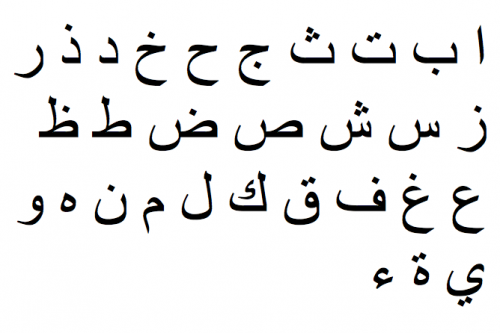 ا ب ت ث ج ح خ د ذ ر
ز س ش ص ض ط ظ
ع غ ف ق ك ل م ن ه و
ي ة ء